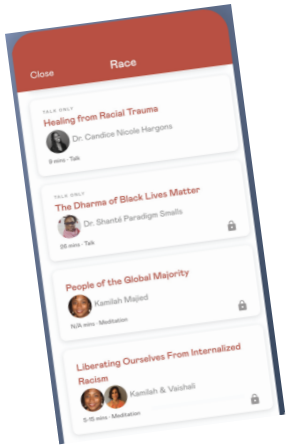 Close
Race
TALK ONLY
Healing from Racial Trauma
Dr. Candice Nicole Hargons
9 mins · Talk
TALK ONLY
The Dharma of Black Lives Matter
Dr. Shanté Paradigm Smalls
mins · Talk
People of the Global Majority
Kamilah Majied
N/A mins · Meditation
Liberating Ourselves From Internalized
Racism
Kamilah & Vaishali
5-15 mins · Meditation